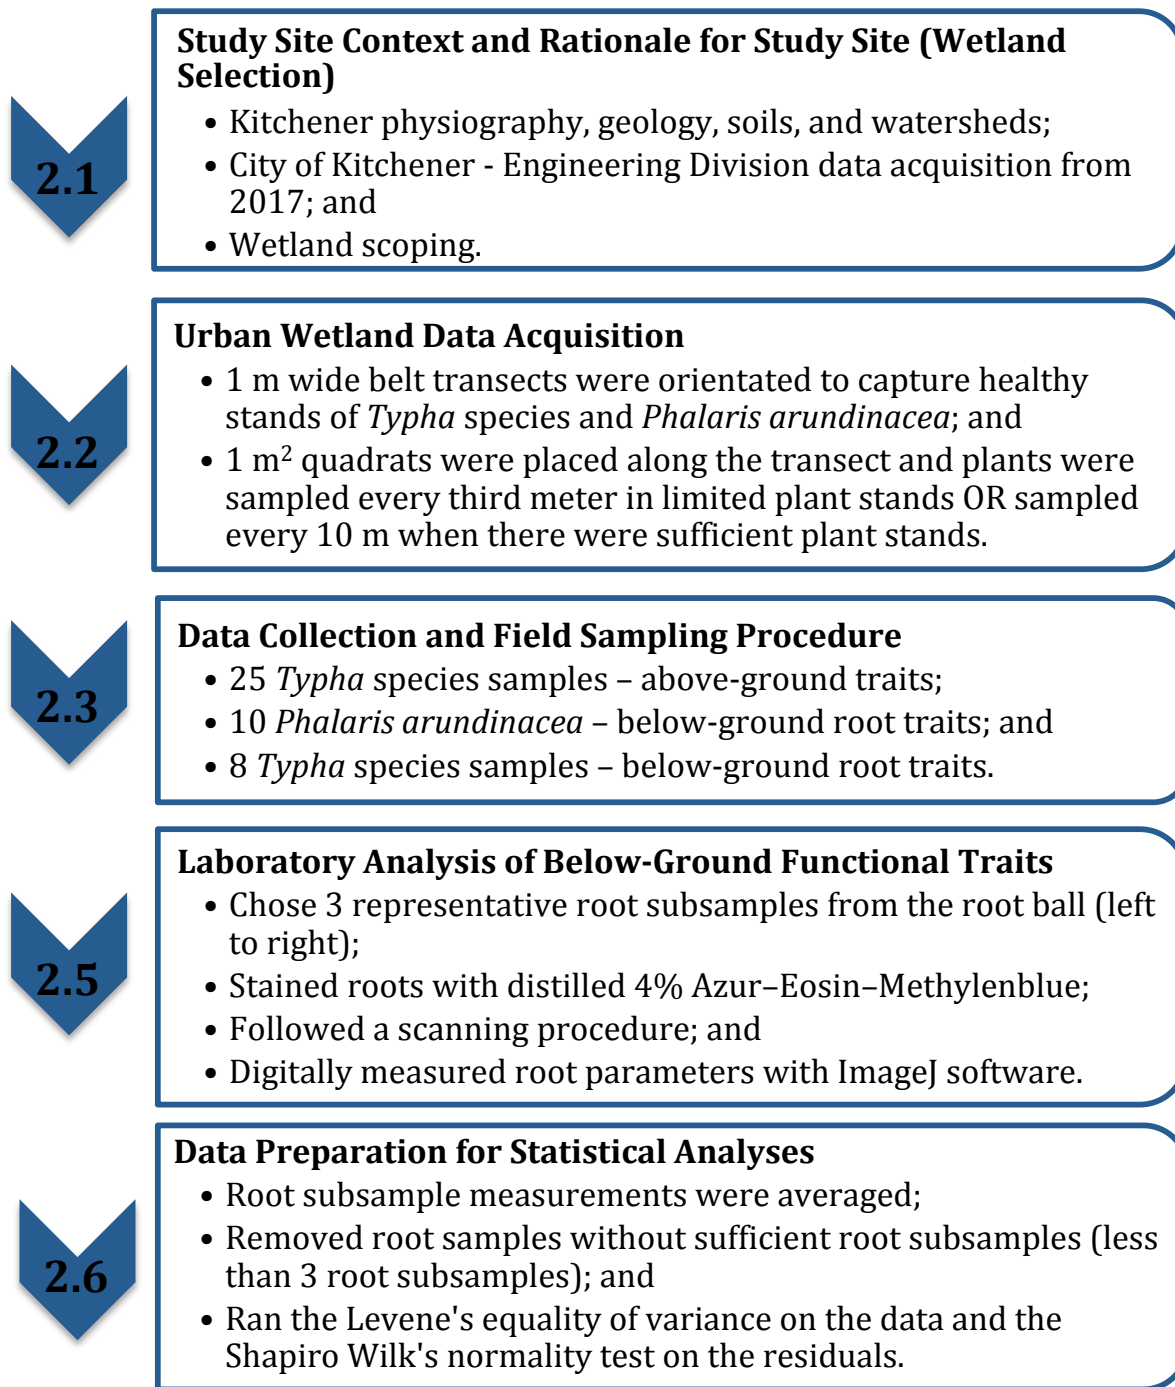 2.1
Study Site Context and Rationale for Study Site (Wetland
Selection)
• Kitchener physiography, geology, soils, and watersheds;
• City of Kitchener - Engineering Division data acquisition from
2017; and
• Wetland scoping.
2.2
Urban Wetland Data Acquisition
• 1 m wide belt transects were orientated to capture healthy
stands of Typha species and Phalaris arundinacea; and
• 1 m² quadrats were placed along the transect and plants were
sampled every third meter in limited plant stands OR sampled
every 10 m when there were sufficient plant stands.
2.3
Data Collection and Field Sampling Procedure
• 25 Typha species samples – above-ground traits;
• 10 Phalaris arundinacea – below-ground root traits; and
• 8 Typha species samples – below-ground root traits.
2.5
Laboratory Analysis of Below-Ground Functional Traits
• Chose 3 representative root subsamples from the root ball (left
to right);
• Stained roots with distilled 4% Azur–Eosin–Methylenblue;
• Followed a scanning procedure; and
• Digitally measured root parameters with ImageJ software.
2.6
Data Preparation for Statistical Analyses
• Root subsample measurements were averaged;
• Removed root samples without sufficient root subsamples (less
than 3 root subsamples); and
• Ran the Levene's equality of variance on the data and the
Shapiro Wilk's normality test on the residuals.